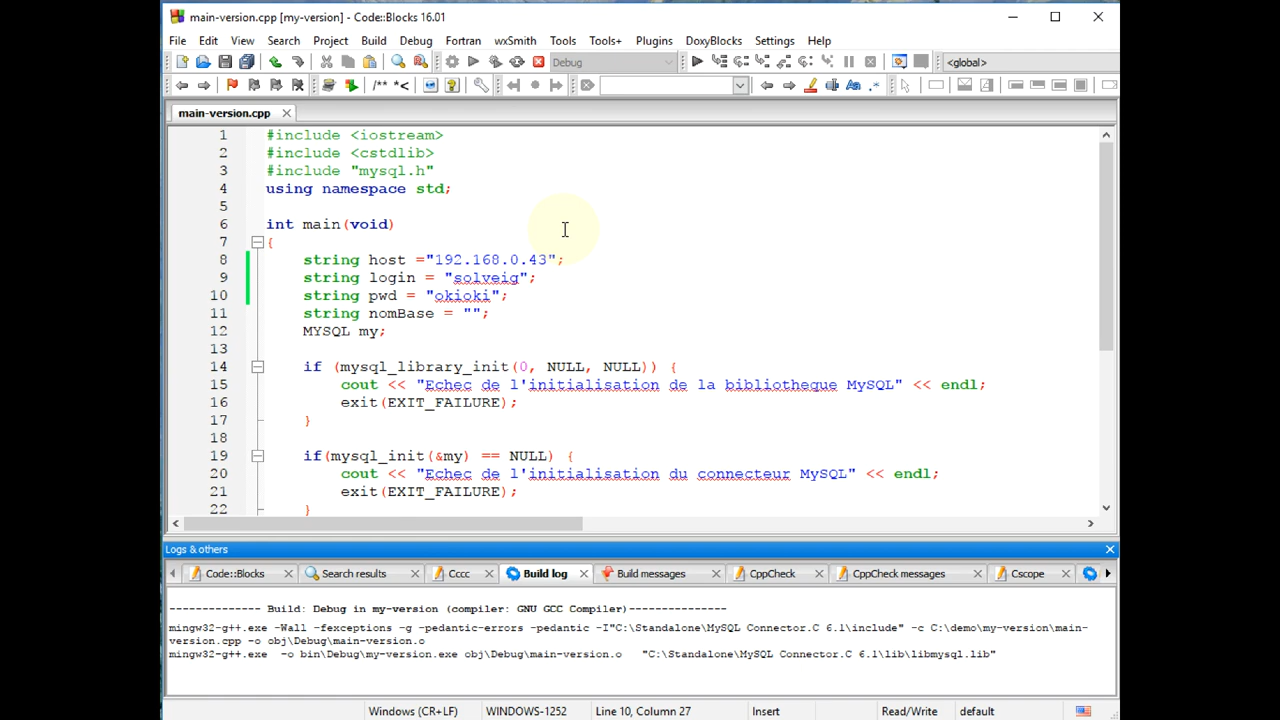 main-version.cpp [my-version] - Code::Blocks 16.01
File Edit View Search Project Build Debug Fortran wxSmith Tools Tools+ Plugins DoxyBlocks Settings Help
Debug
<global>
/** *<
Aa .*
main-version.cpp
1 #include <iostream>
2 #include <cstdlib>
3 #include "mysql.h"
4 using namespace std;
5
6 int main(void)
7 {
8 string host ="192.168.0.43";
9 string login = "solveig";
10 string pwd = "okioki";
11 string nomBase = "";
12 MYSQL my;
13
14 if (mysql_library_init(0, NULL, NULL)) {
15 cout << "Echec de l'initialisation de la bibliotheque MySQL" << endl;
16 exit(EXIT_FAILURE);
17 }
18
19 if(mysql_init(&my) == NULL) {
20 cout << "Echec de l'initialisation du connecteur MySQL" << endl;
21 exit(EXIT_FAILURE);
22 }
Logs & others
Code::Blocks Search results Cccc Build log Build messages CppCheck CppCheck messages Cscope
-------------- Build: Debug in my-version (compiler: GNU GCC Compiler)---------------
mingw32-g++.exe -Wall -fexceptions -g -pedantic-errors -pedantic -I"C:\Standalone\MySQL Connector.C 6.1\include" -c C:\demo\my-version\main-
version.cpp -o obj\Debug\main-version.o
mingw32-g++.exe -o bin\Debug\my-version.exe obj\Debug\main-version.o "C:\Standalone\MySQL Connector.C 6.1\lib\libmysql.lib"
Windows (CR+LF) WINDOWS-1252 Line 10, Column 27 Insert Read/Write default